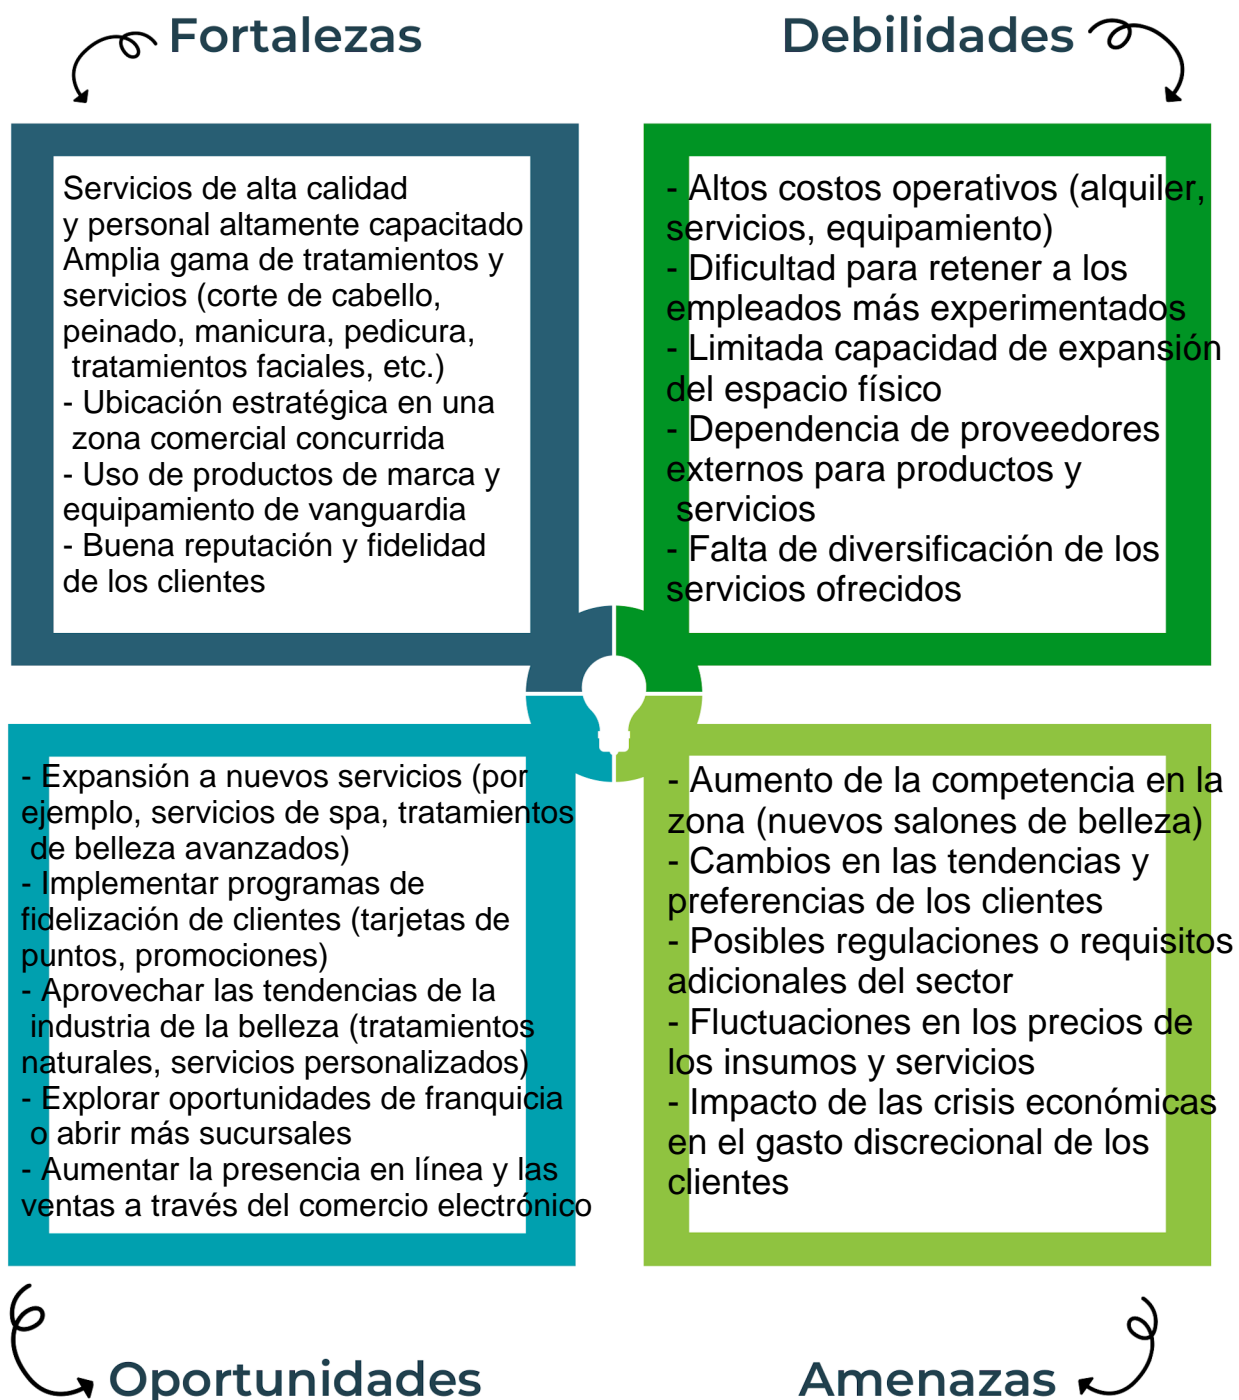 Fortalezas
Servicios de alta calidad
y personal altamente capacitado
Amplia gama de tratamientos y
servicios (corte de cabello,
peinado, manicura, pedicura,
tratamientos faciales, etc.)
- Ubicación estratégica en una
zona comercial concurrida
- Uso de productos de marca y
equipamiento de vanguardia
- Buena reputación y fidelidad
de los clientes
Debilidades
- Altos costos operativos (alquiler,
servicios, equipamiento)
- Dificultad para retener a los
empleados más experimentados
- Limitada capacidad de expansión
del espacio físico
- Dependencia de proveedores
externos para productos y
servicios
- Falta de diversificación de los
servicios ofrecidos
- Expansión a nuevos servicios (por
ejemplo, servicios de spa, tratamientos
de belleza avanzados)
- Implementar programas de
fidelización de clientes (tarjetas de
puntos, promociones)
- Aprovechar las tendencias de la
industria de la belleza (tratamientos
naturales, servicios personalizados)
- Explorar oportunidades de franquicia
o abrir más sucursales
- Aumentar la presencia en línea y las
ventas a través del comercio electrónico
Oportunidades
- Aumento de la competencia en la
zona (nuevos salones de belleza)
- Cambios en las tendencias y
preferencias de los clientes
- Posibles regulaciones o requisitos
adicionales del sector
- Fluctuaciones en los precios de
los insumos y servicios
- Impacto de las crisis económicas
en el gasto discrecional de los
clientes
Amenazas